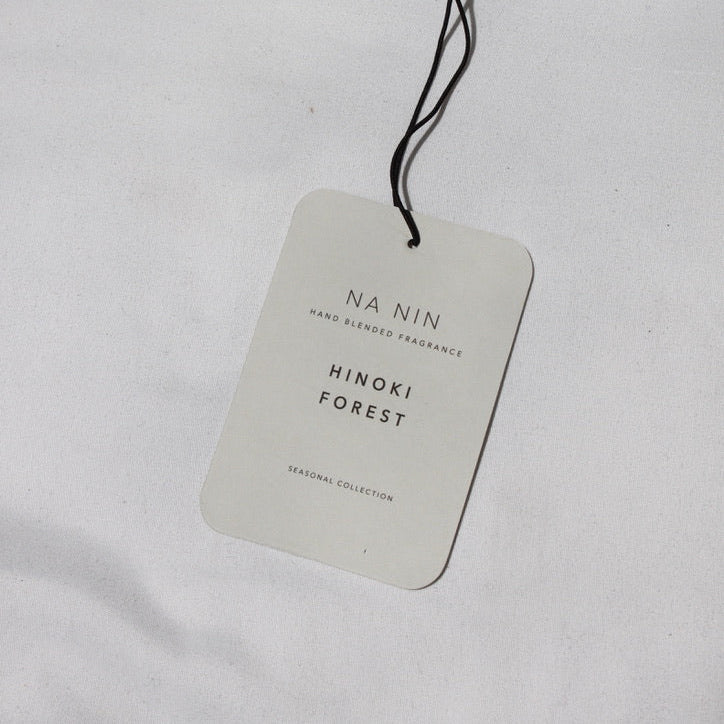 NA NIN
HAND BLENDED FRAGRANCE
HINOKI
FOREST
SEASONAL COLLECTION